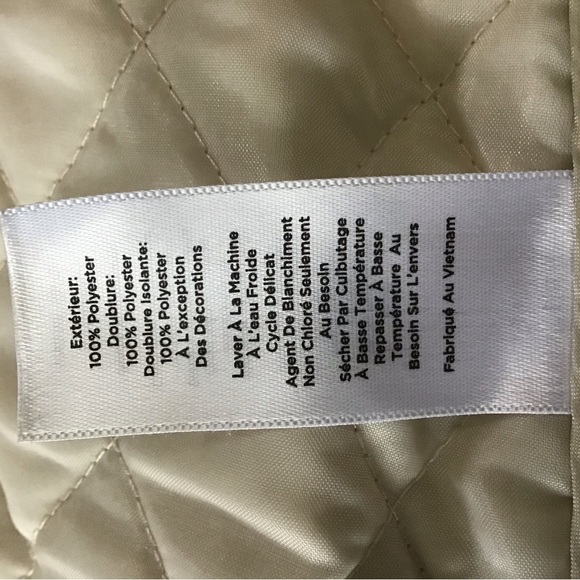 Extérieur:
100% Polyester
Doublure:
100% Polyester
Doublure Isolante:
100% Polyester
À L'exception
Des Décorations
Laver À La Machine
À L'eau Froide
Cycle Délicat
Agent De Blanchiment
Non Chloré Seulement
Au Besoin
Sécher Par Culbutage
À Basse Température
Repasser À Basse
Température Au
Besoin Sur L'envers
Fabriqué Au Vietnam